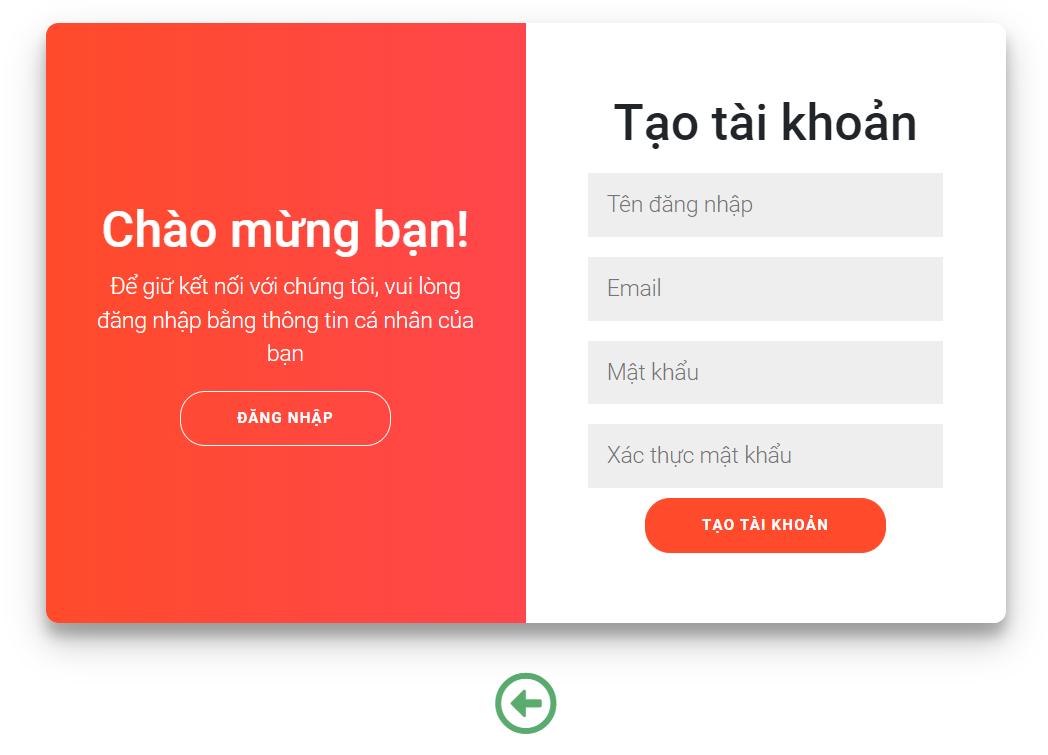 Chào mừng bạn!
Để giữ kết nối với chúng tôi, vui lòng
đăng nhập bằng thông tin cá nhân của
bạn
ĐĂNG NHẬP
Tạo tài khoản
Tên đăng nhập
Email
Mật khẩu
Xác thực mật khẩu
TẠO TÀI KHOẢN